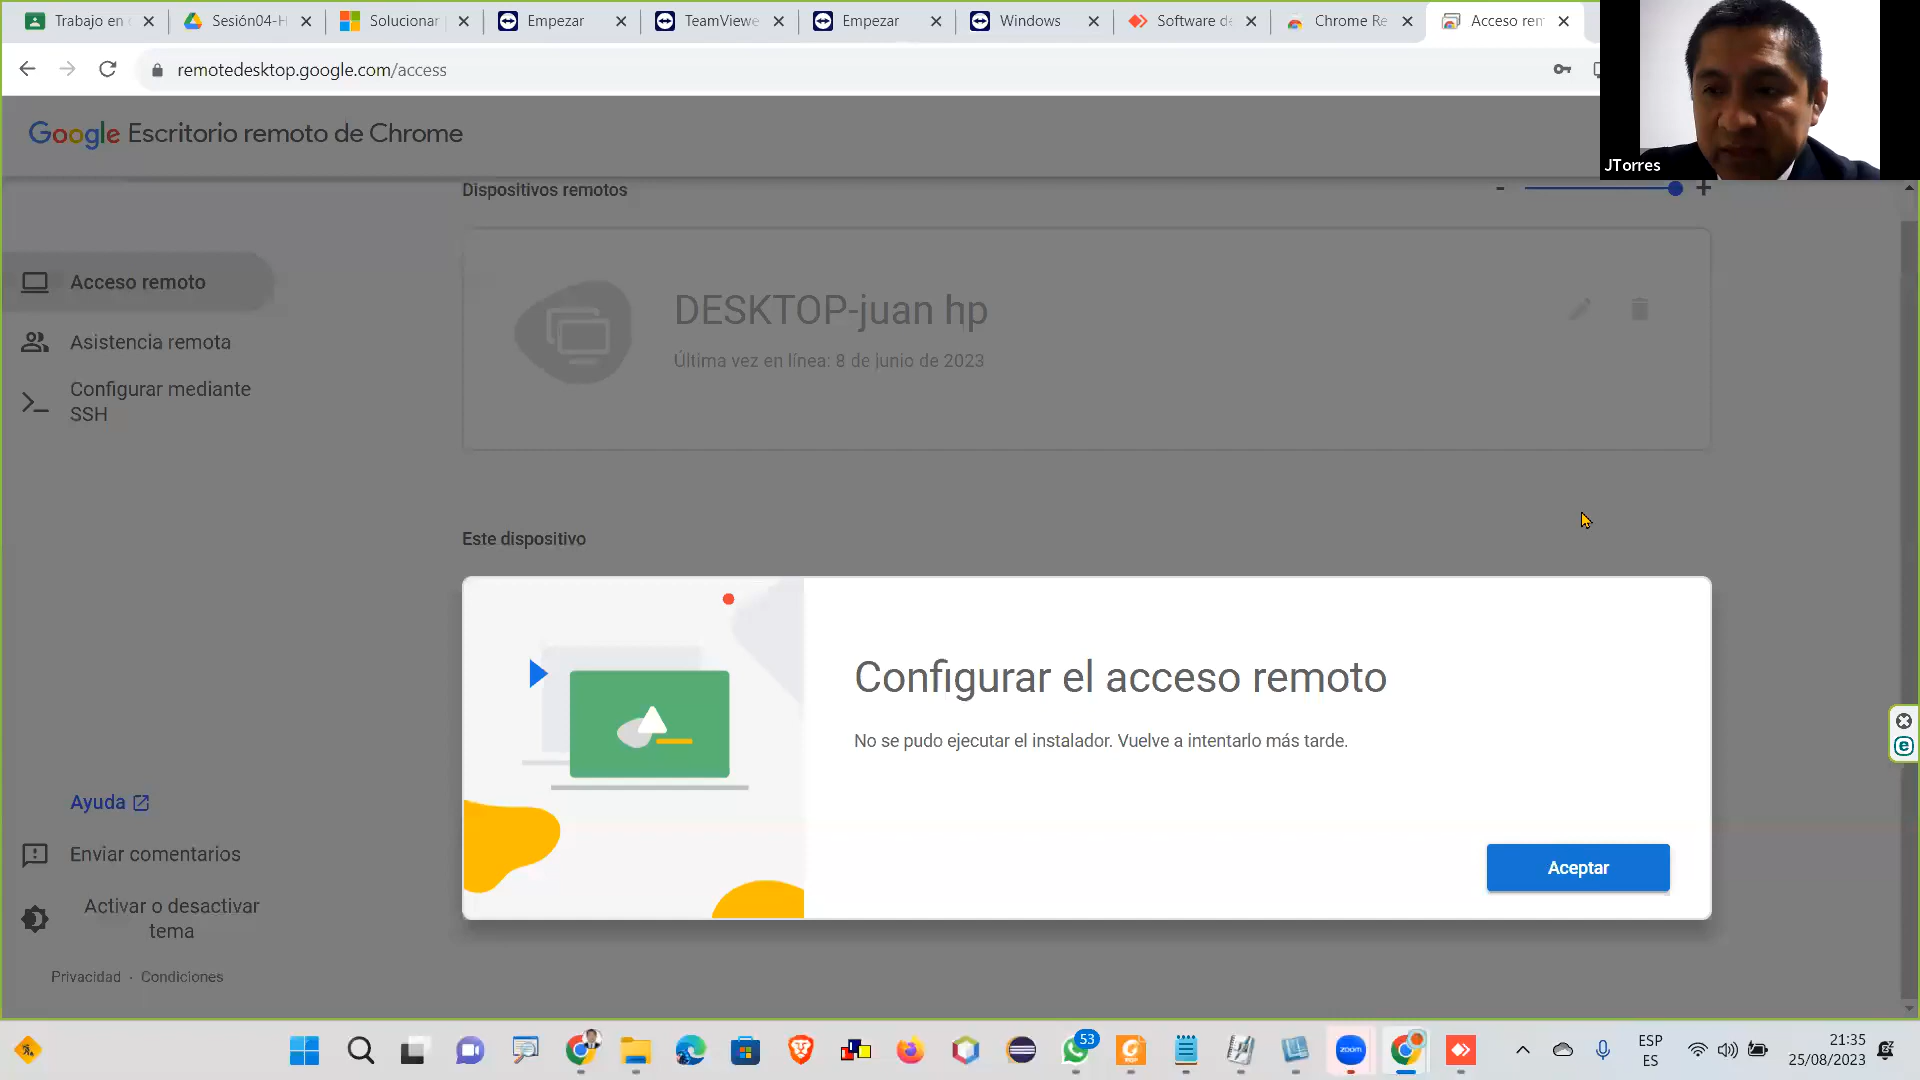 Trabajo en
Sesión04-H
Solucionar
Empezar
TeamViewe
Empezar
Windows
Software de
Chrome Re
Acceso rem
remotedesktop.google.com/access
Google Escritorio remoto de Chrome
JTorres
Dispositivos remotos
- +
Acceso remoto
Asistencia remota
Configurar mediante
SSH
DESKTOP-juan hp
Última vez en línea: 8 de junio de 2023
Este dispositivo
Configurar el acceso remoto
No se pudo ejecutar el instalador. Vuelve a intentarlo más tarde.
Aceptar
Ayuda
Enviar comentarios
Activar o desactivar
tema
Privacidad · Condiciones
53
zoom
ESP
ES
21:35
25/08/2023